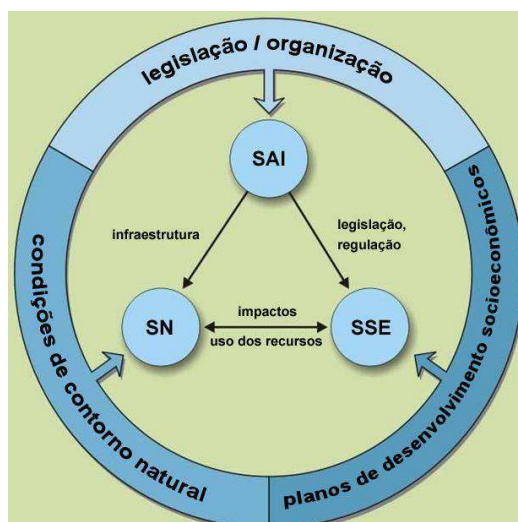 legislação / organização
SAI
infraestrutura
legislação,
regulação
SN
impactos
uso dos recursos
SSE
condições de contorno natural
planos de desenvolvimento socioeconômicos